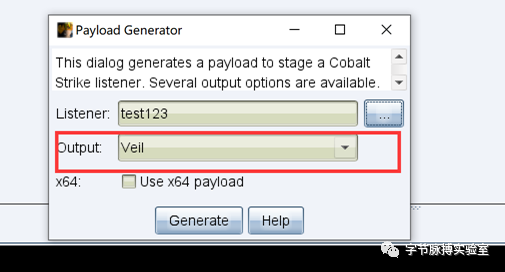 Payload Generator
This dialog generates a payload to stage a Cobalt
Strike listener. Several output options are available.
Listener: test123 ...
Output: Veil
x64: Use x64 payload
Generate Help
字节脉搏实验室